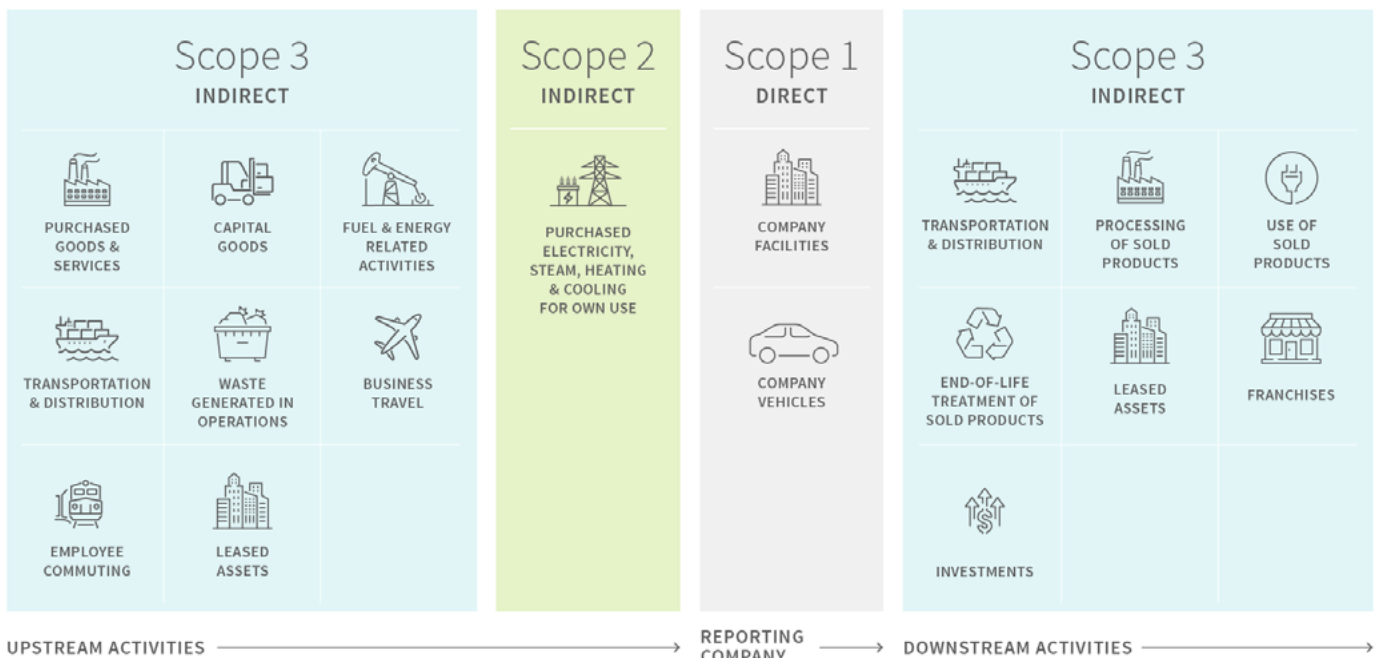 Scope 3
INDIRECT
PURCHASED
GOODS &
SERVICES
CAPITAL
GOODS
FUEL & ENERGY
RELATED
ACTIVITIES
TRANSPORTATION
& DISTRIBUTION
WASTE
GENERATED IN
OPERATIONS
BUSINESS
TRAVEL
EMPLOYEE
COMMUTING
LEASED
ASSETS
Scope 2
INDIRECT
PURCHASED
ELECTRICITY,
STEAM, HEATING
& COOLING
FOR OWN USE
Scope 1
DIRECT
COMPANY
FACILITIES
COMPANY
VEHICLES
Scope 3
INDIRECT
TRANSPORTATION
& DISTRIBUTION
PROCESSING
OF SOLD
PRODUCTS
USE OF
SOLD
PRODUCTS
END-OF-LIFE
TREATMENT OF
SOLD PRODUCTS
LEASED
ASSETS
FRANCHISES
$
INVESTMENTS
UPSTREAM ACTIVITIES
REPORTING
COMPANY
DOWNSTREAM ACTIVITIES